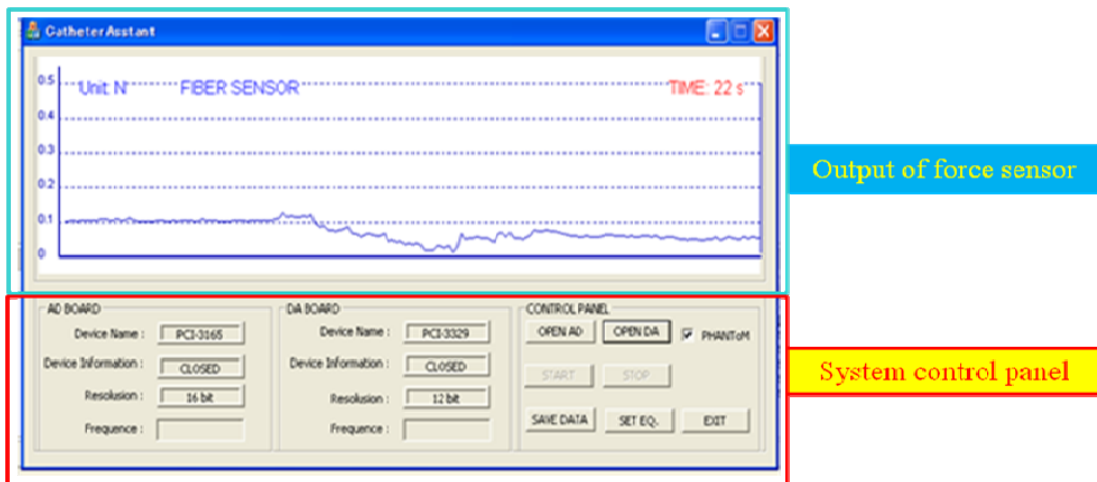 CatheterAsstant
0.5
Unit: N
FIBER SENSOR
TIME: 22 s
0.4
0.3
0.2
0.1
0
Output of force sensor
AD BOARD
Device Name :
PCI-3165
Device Information :
CLOSED
Resolusion :
16 bit
Frequence :
DA BOARD
Device Name :
PCI-3329
Device Information :
CLOSED
Resolusion :
12 bit
Frequence :
CONTROL PANEL
OPEN AD
OPEN DA
PHANToM
START
STOP
SAVE DATA
SET EQ.
EXIT
System control panel